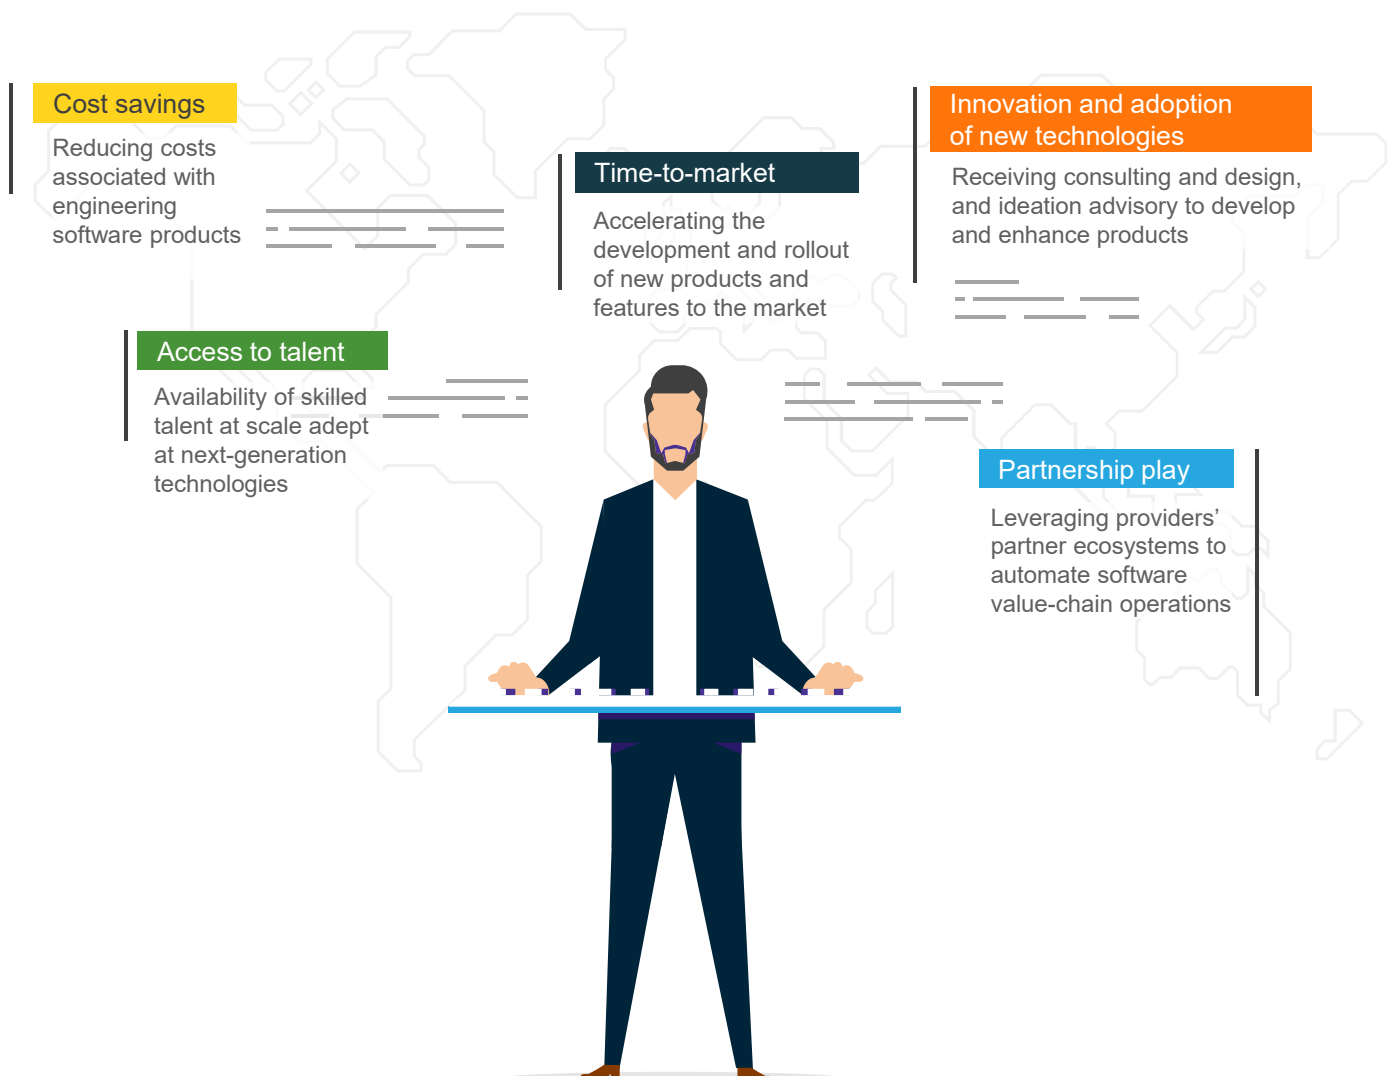 Cost savings
Reducing costs
associated with
engineering
software products
Access to talent
Availability of skilled
talent at scale adept
at next-generation
technologies
Time-to-market
Accelerating the
development and rollout
of new products and
features to the market
Innovation and adoption
of new technologies
Receiving consulting and design,
and ideation advisory to develop
and enhance products
Partnership play
Leveraging providers’
partner ecosystems to
automate software
value-chain operations